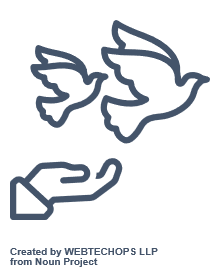 Created by WEBTECHOPS LLP
from Noun Project